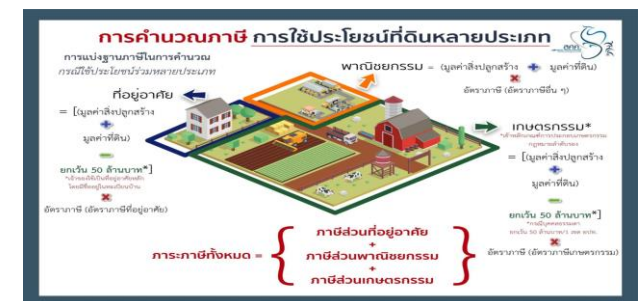 การคำนวณภาษี การใช้ประโยชน์ที่ดินหลายประเภท
การแบ่งฐานภาษีในการคำนวณ
กรณีใช้ประโยชน์ร่วมหลายประเภท
พาณิชยกรรม = (มูลค่าสิ่งปลูกสร้าง + มูลค่าที่ดิน)
×
อัตราภาษี (อัตราภาษีอื่น ๆ)
ที่อยู่อาศัย
= [(มูลค่าสิ่งปลูกสร้าง
+
มูลค่าที่ดิน)
−
ยกเว้น 50 ล้านบาท*]
×
อัตราภาษี (อัตราภาษีที่อยู่อาศัย)
เกษตรกรรม*
= [(มูลค่าสิ่งปลูกสร้าง
+
มูลค่าที่ดิน)
−
ยกเว้น 50 ล้านบาท*]
×
อัตราภาษี (อัตราภาษีเกษตรกรรม)
ภาระภาษีทั้งหมด = {
ภาษีส่วนที่อยู่อาศัย
+
ภาษีส่วนพาณิชยกรรม
+
ภาษีส่วนเกษตรกรรม
}